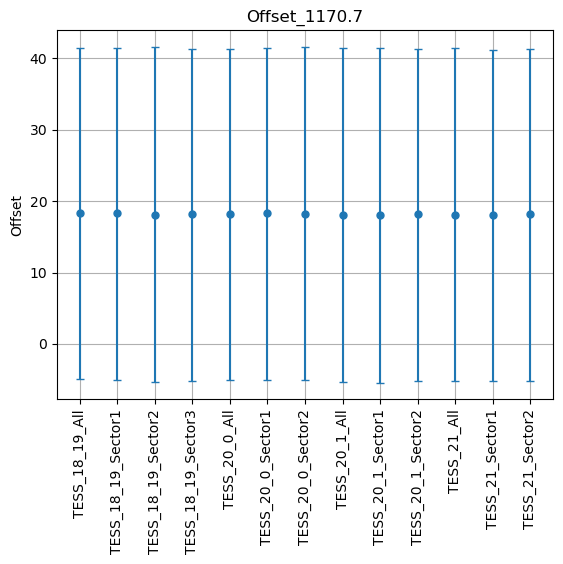 Offset_1170.7
40
30
20
10
0
Offset
TESS_18_19_All
TESS_18_19_Sector1
TESS_18_19_Sector2
TESS_18_19_Sector3
TESS_20_0_All
TESS_20_0_Sector1
TESS_20_0_Sector2
TESS_20_1_All
TESS_20_1_Sector1
TESS_20_1_Sector2
TESS_21_All
TESS_21_Sector1
TESS_21_Sector2